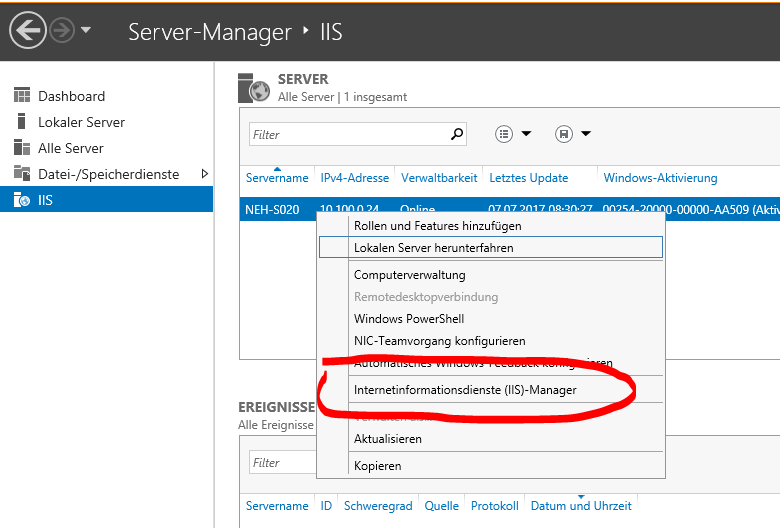 Server-Manager ‣ IIS
Dashboard
Lokaler Server
Alle Server
Datei-/Speicherdienste
IIS
SERVER
Alle Server | 1 insgesamt
Filter
Servername IPv4-Adresse Verwaltbarkeit Letztes Update Windows-Aktivierung
NEH-S020 10.100.0.24 Online 07.07.2017 08:30:27 00254-20000-00000-AA509 (Aktiv
Rollen und Features hinzufügen
Lokalen Server herunterfahren
Computerverwaltung
Remotedesktopverbindung
Windows PowerShell
NIC-Teamvorgang konfigurieren
Automatisches Windows-Feedback konfigurieren
Internetinformationsdienste (IIS)-Manager
Verwalten als...
Aktualisieren
Kopieren
EREIGNISSE
Alle Ereignisse
Filter
Servername ID Schweregrad Quelle Protokoll Datum und Uhrzeit